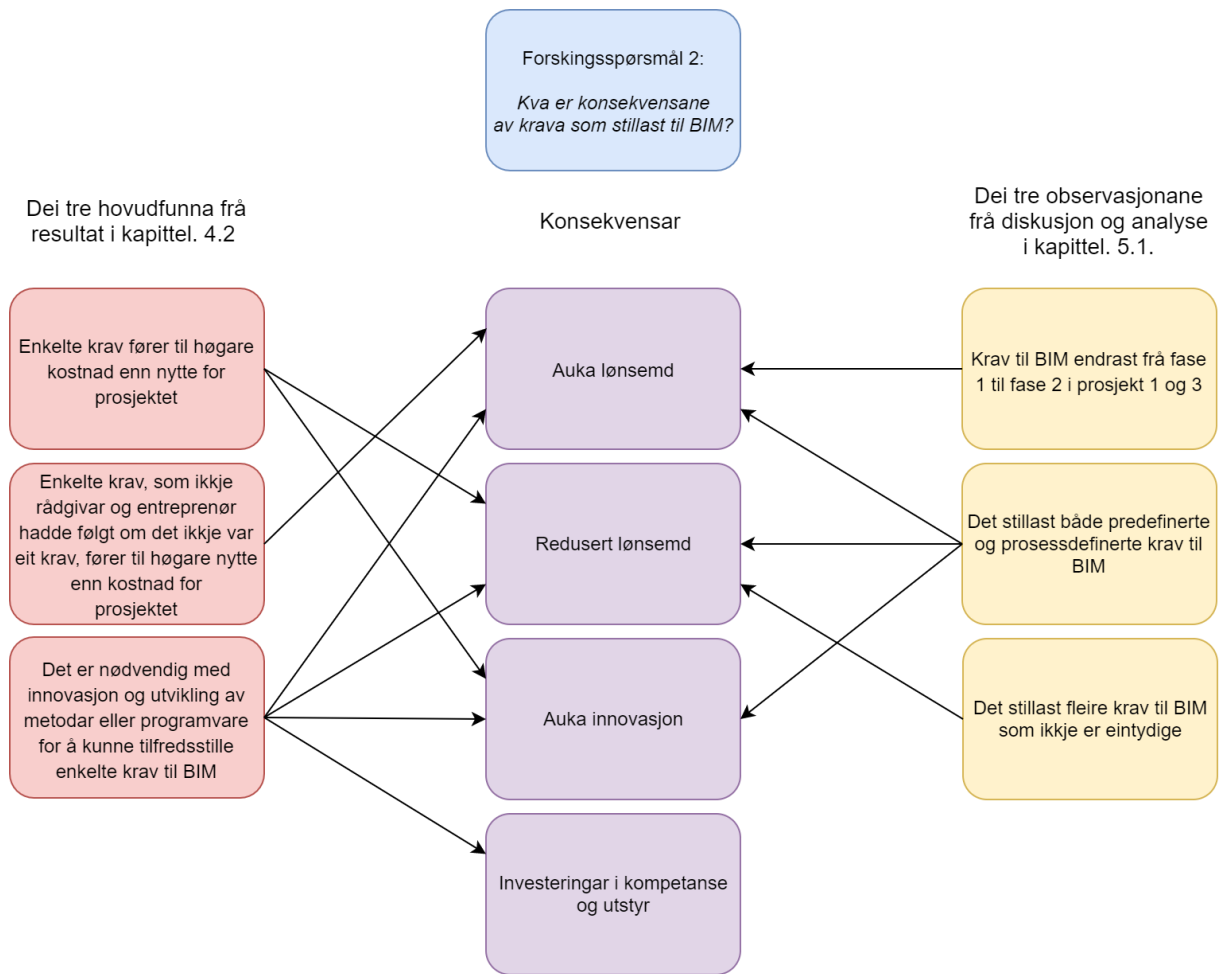 Forskingsspørsmål 2:
Kva er konsekvensane
av krava som stillast til BIM?
Dei tre hovudfunna frå
resultat i kapittel. 4.2
Konsekvensar
Dei tre observasjonane
frå diskusjon og analyse
i kapittel. 5.1.
Enkelte krav fører til høgare
kostnad enn nytte for
prosjektet
Auka lønsemd
Krav til BIM endrast frå fase
1 til fase 2 i prosjekt 1 og 3
Enkelte krav, som ikkje
rådgivar og entreprenør
hadde følgt om det ikkje var
eit krav, fører til høgare nytte
enn kostnad for
prosjektet
Redusert lønsemd
Det stillast både predefinerte
og prosessdefinerte krav til
BIM
Det er nødvendig med
innovasjon og utvikling av
metodar eller programvare
for å kunne tilfredsstille
enkelte krav til BIM
Auka innovasjon
Det stillast fleire krav til BIM
som ikkje er eintydige
Investeringar i kompetanse
og utstyr